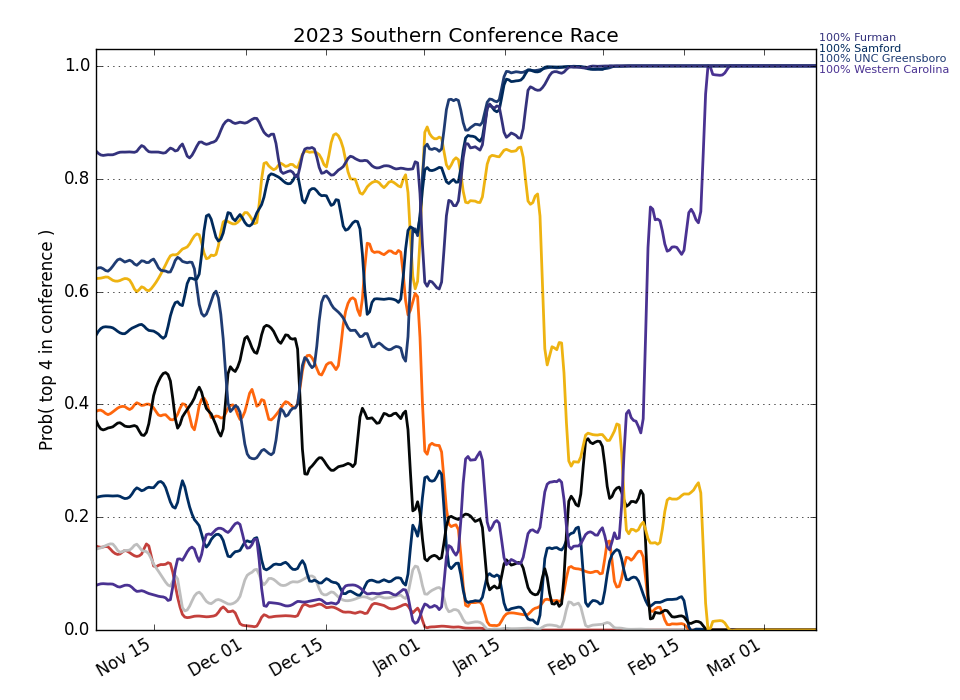 2023 Southern Conference Race
100% Furman
100% Samford
100% UNC Greensboro
100% Western Carolina
Prob( top 4 in conference )
1.0
0.8
0.6
0.4
0.2
0.0
Nov 15
Dec 01
Dec 15
Jan 01
Jan 15
Feb 01
Feb 15
Mar 01